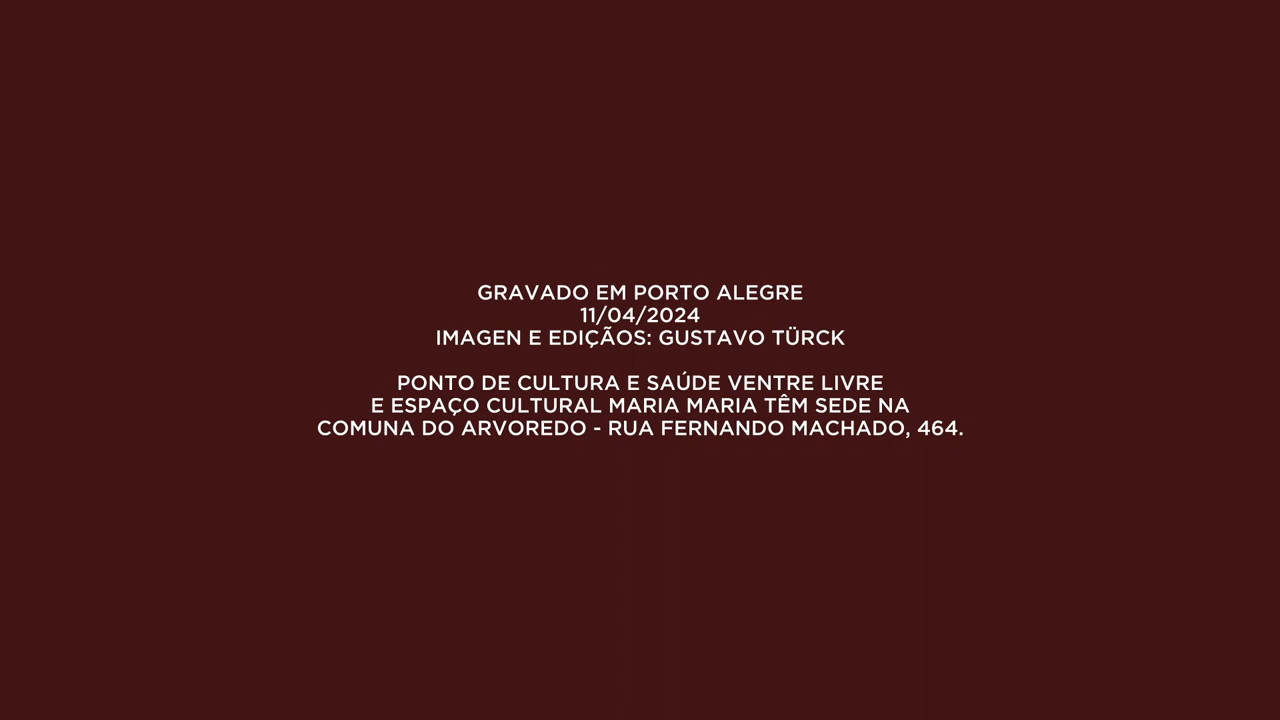 GRAVADO EM PORTO ALEGRE
11/04/2024
IMAGEN E EDIÇÃOS: GUSTAVO TÜRCK
PONTO DE CULTURA E SAÚDE VENTRE LIVRE
E ESPAÇO CULTURAL MARIA MARIA TÊM SEDE NA
COMUNA DO ARVOREDO - RUA FERNANDO MACHADO, 464.